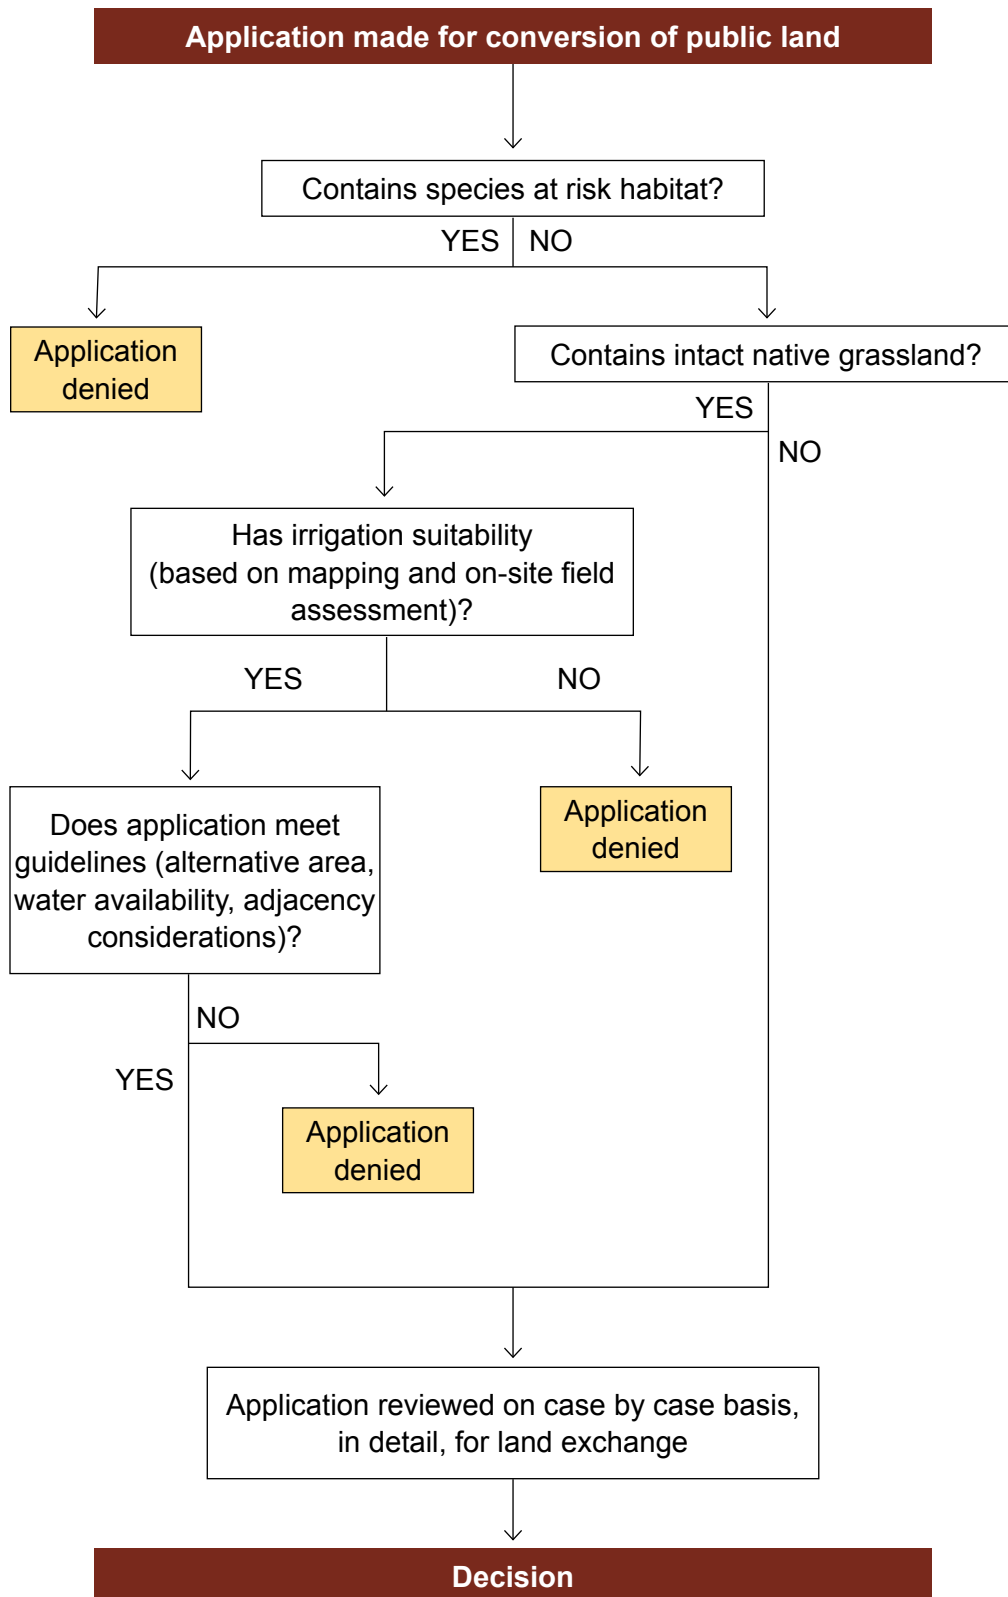 Application made for conversion of public land
Contains species at risk habitat?
YES NO
Application
denied
Contains intact native grassland?
YES
NO
Has irrigation suitability
(based on mapping and on-site field
assessment)?
YES NO
Does application meet
guidelines (alternative area,
water availability, adjacency
considerations)?
Application
denied
NO
YES
Application
denied
Application reviewed on case by case basis,
in detail, for land exchange
Decision